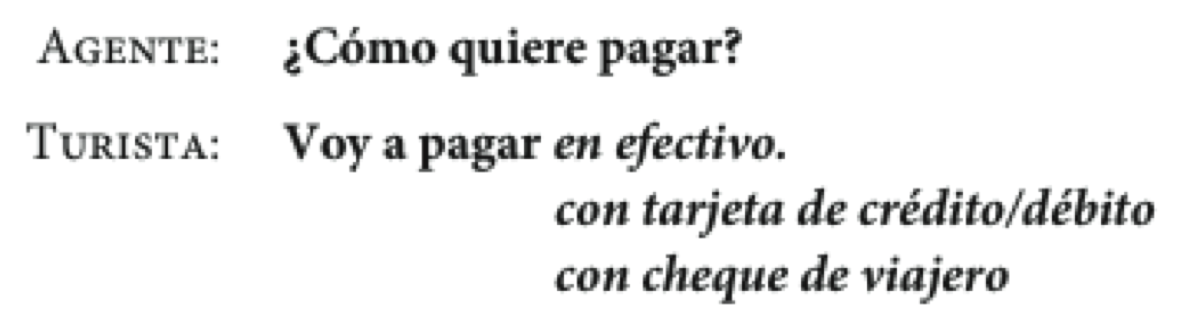 AGENTE: ¿Cómo quiere pagar?
TURISTA: Voy a pagar en efectivo.
con tarjeta de crédito/débito
con cheque de viajero